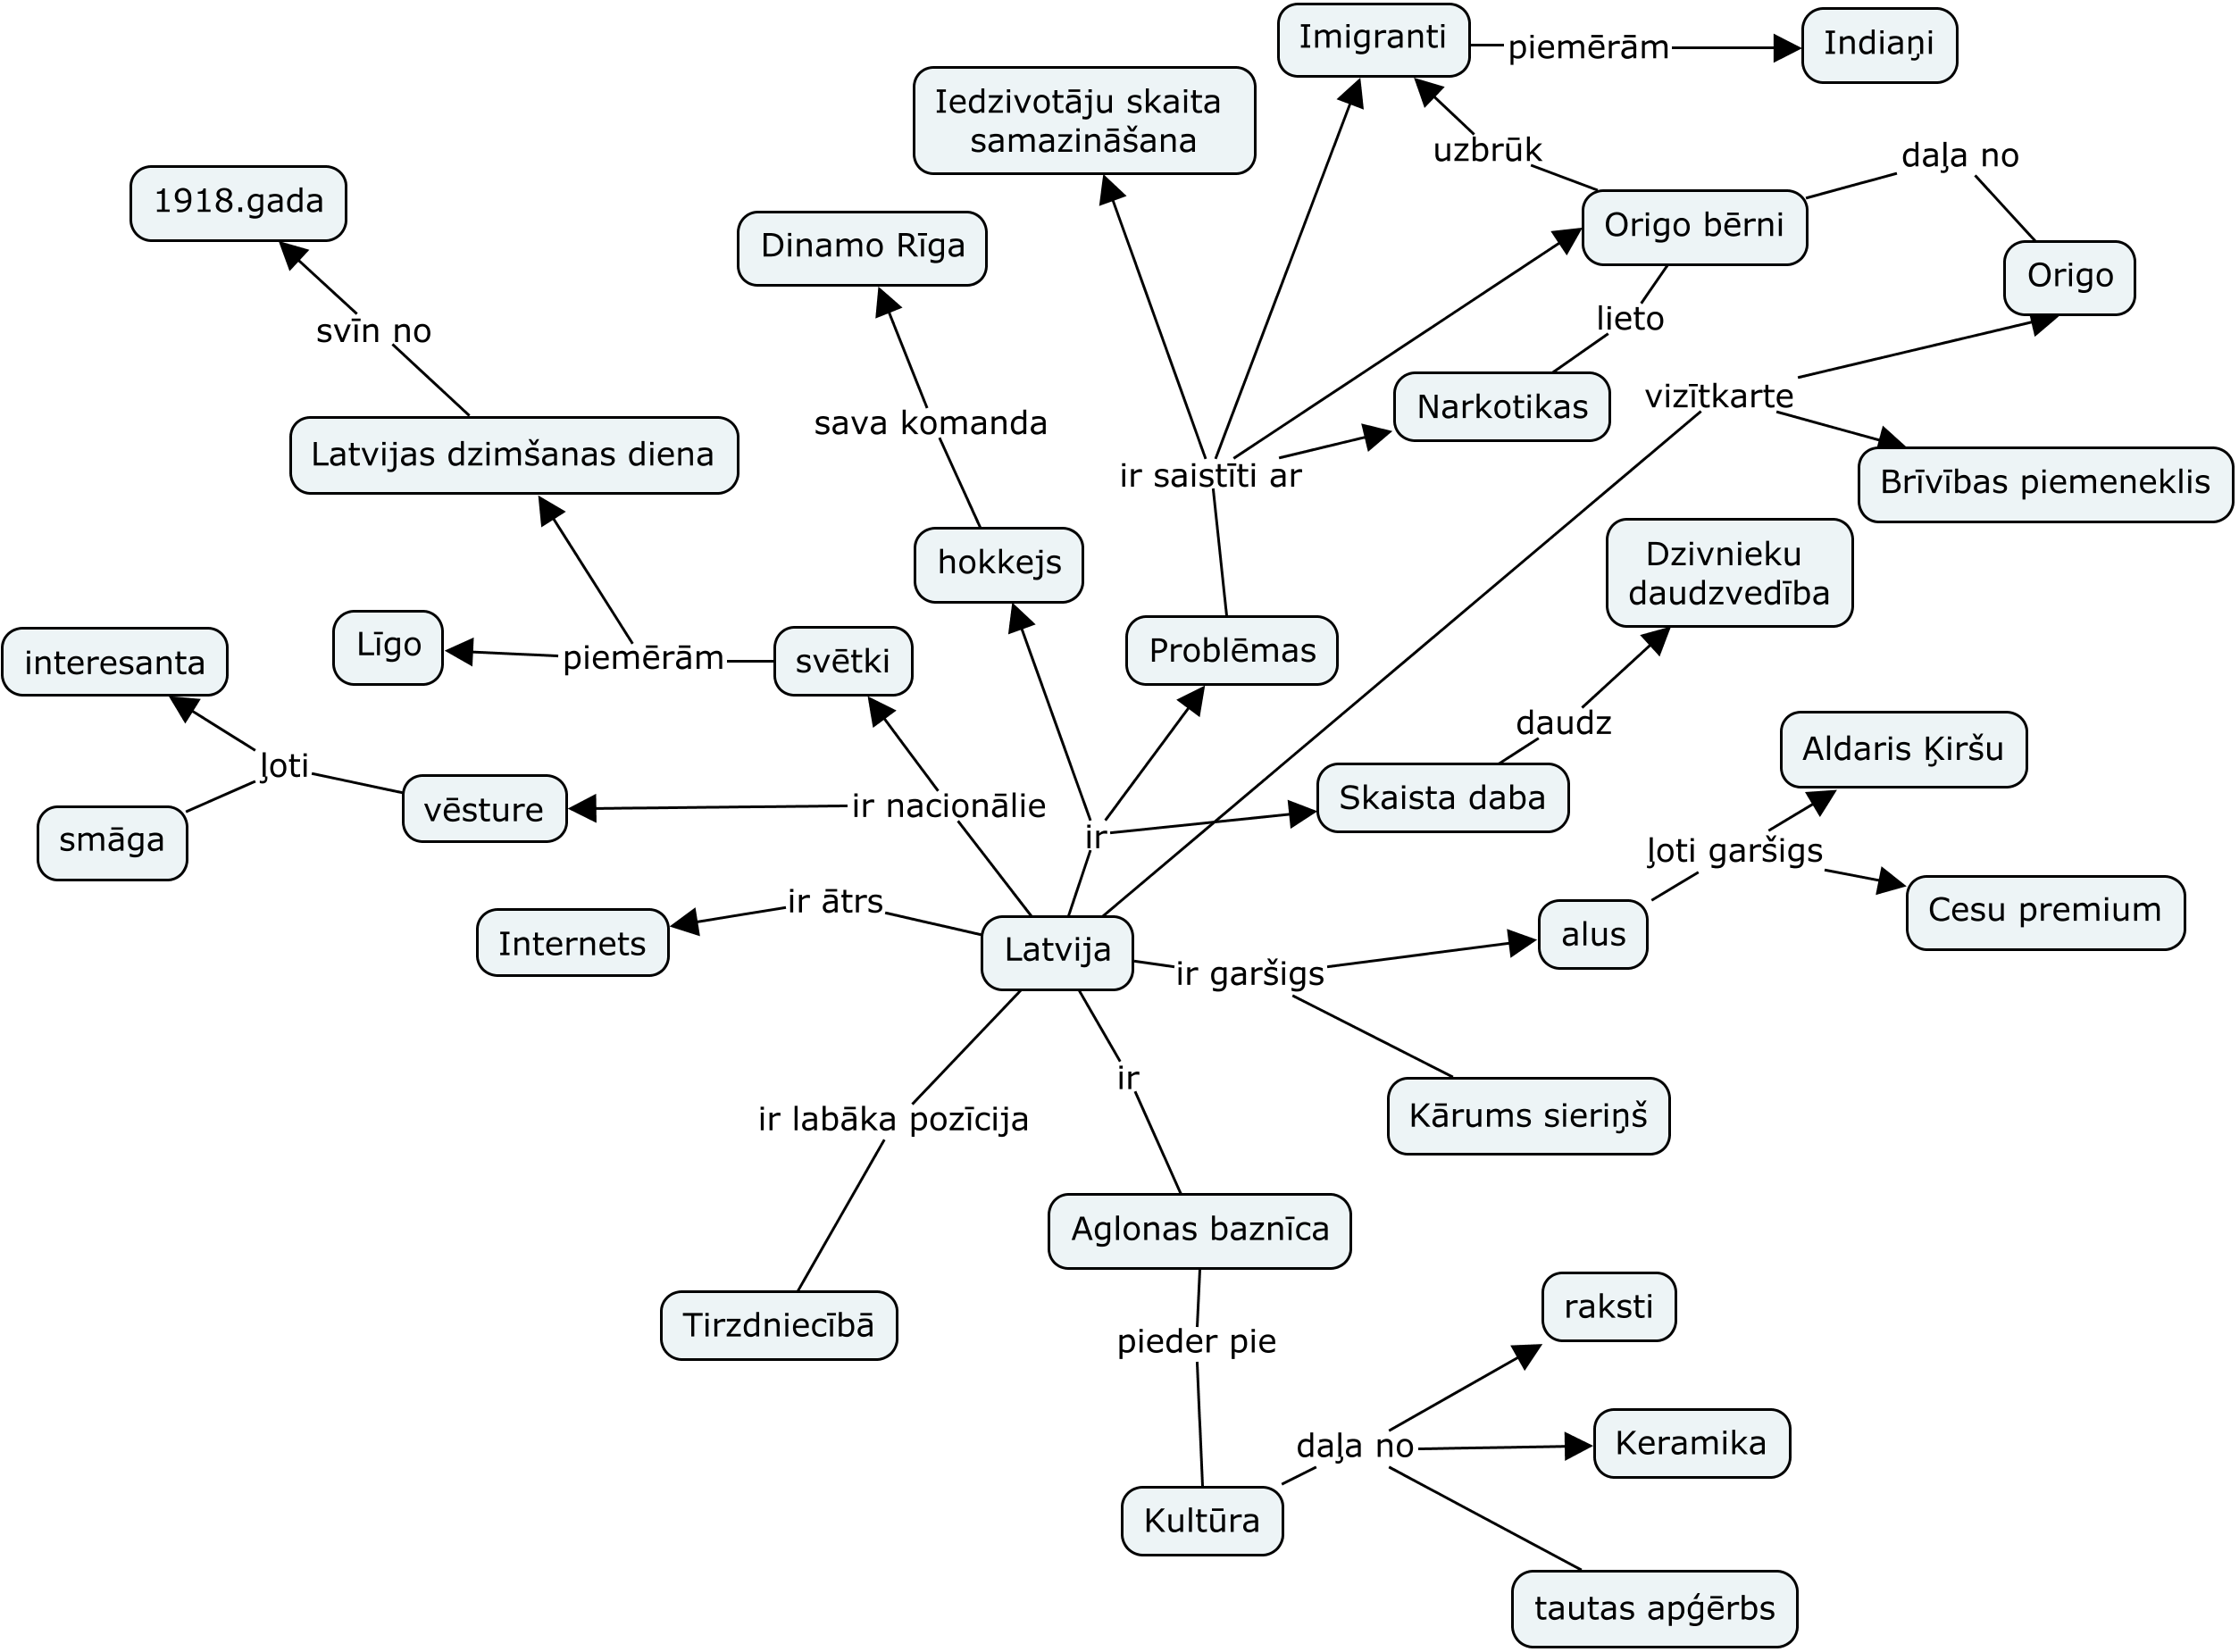 Imigranti
piemērām
Indiaņi
Iedzivotāju skaita
samazināšana
uzbrūk
daļa no
1918.gada
Origo bērni
Dinamo Rīga
Origo
svīn no
lieto
vizītkarte
Narkotikas
sava komanda
Latvijas dzimšanas diena
ir saistīti ar
Brīvības piemeneklis
hokkejs
Dzivnieku
daudzvedība
Līgo
interesanta
piemērām
svētki
Problēmas
daudz
Aldaris Ķiršu
ļoti
vēsture
ir nacionālie
Skaista daba
smāga
ir
ļoti garšigs
ir ātrs
Cesu premium
Internets
Latvija
alus
ir garšigs
ir
ir labāka pozīcija
Kārums sieriņš
Aglonas baznīca
raksti
Tirzdniecībā
pieder pie
daļa no
Keramika
Kultūra
tautas apģērbs